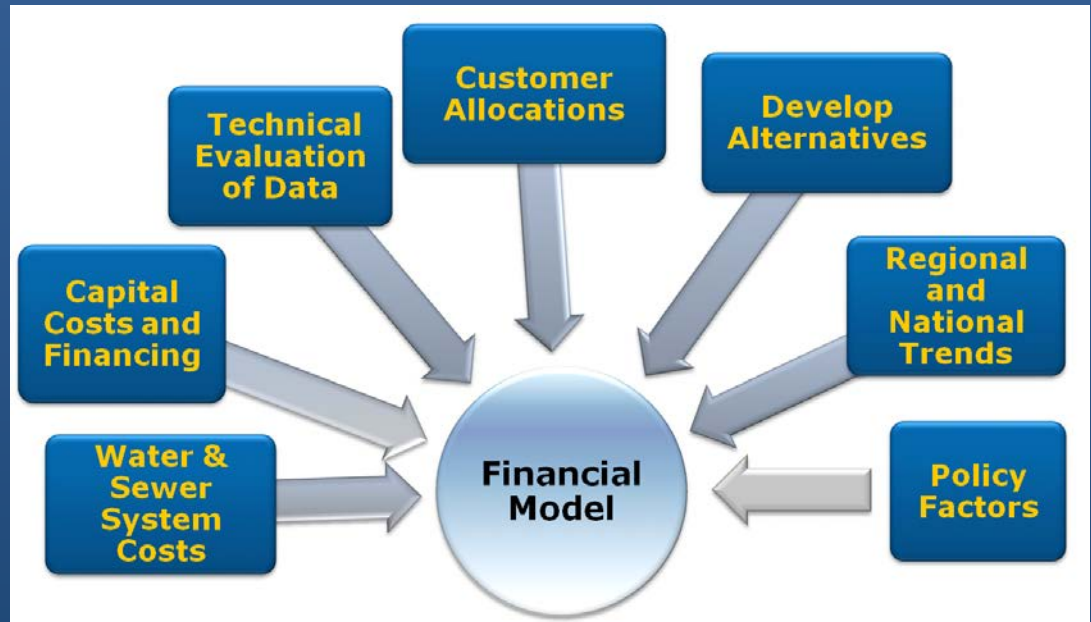 Water &
Sewer
System
Costs
Capital
Costs and
Financing
Technical
Evaluation
of Data
Customer
Allocations
Develop
Alternatives
Regional
and
National
Trends
Policy
Factors
Financial
Model